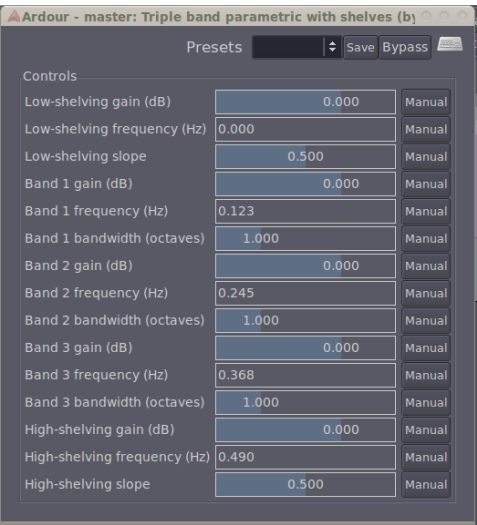 Ardour - master: Triple band parametric with shelves (by
Presets Save Bypass
Controls
Low-shelving gain (dB) 0.000 Manual
Low-shelving frequency (Hz) 0.000 Manual
Low-shelving slope 0.500 Manual
Band 1 gain (dB) 0.000 Manual
Band 1 frequency (Hz) 0.123 Manual
Band 1 bandwidth (octaves) 1.000 Manual
Band 2 gain (dB) 0.000 Manual
Band 2 frequency (Hz) 0.245 Manual
Band 2 bandwidth (octaves) 1.000 Manual
Band 3 gain (dB) 0.000 Manual
Band 3 frequency (Hz) 0.368 Manual
Band 3 bandwidth (octaves) 1.000 Manual
High-shelving gain (dB) 0.000 Manual
High-shelving frequency (Hz) 0.490 Manual
High-shelving slope 0.500 Manual